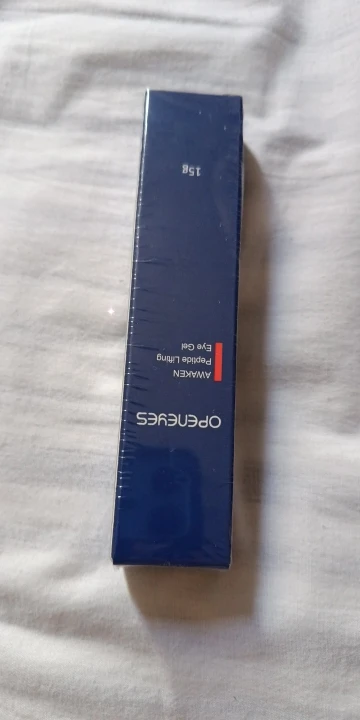 OPENEYES
AWAKEN
Peptide Lifting
Eye Gel
15g